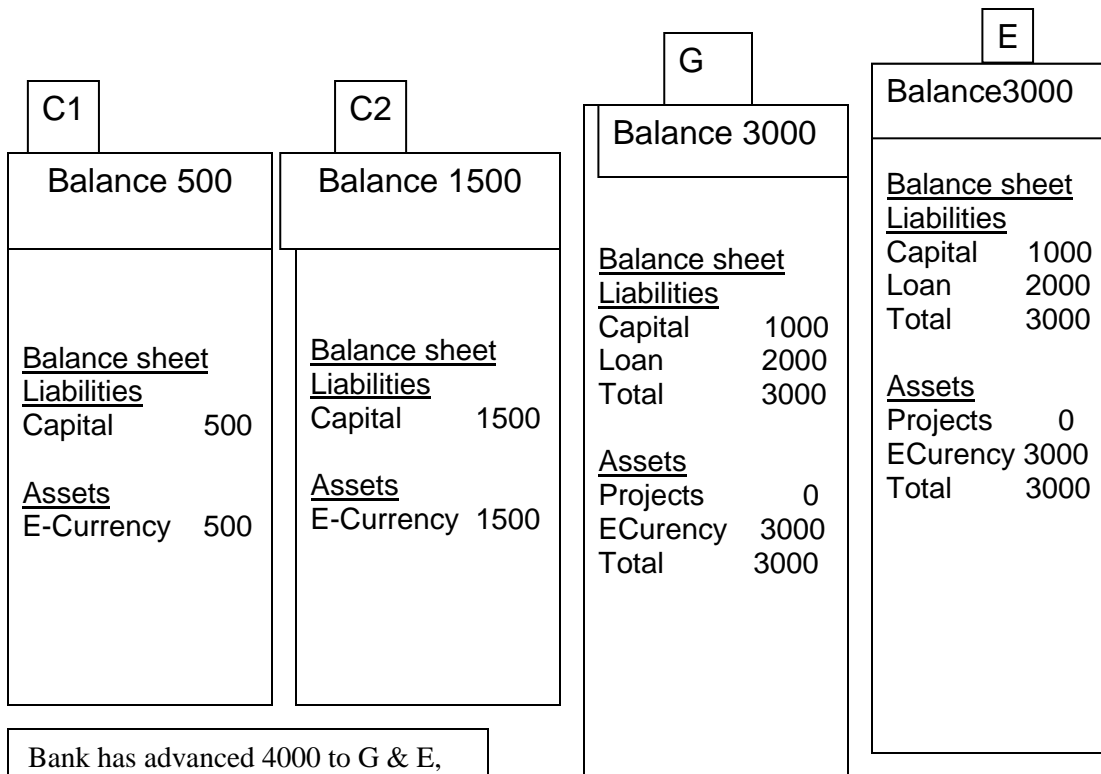 C1
Balance 500
Balance sheet
Liabilities
Capital 500
Assets
E-Currency 500
C2
Balance 1500
Balance sheet
Liabilities
Capital 1500
Assets
E-Currency 1500
G
Balance 3000
Balance sheet
Liabilities
Capital 1000
Loan 2000
Total 3000
Assets
Projects 0
ECurency 3000
Total 3000
E
Balance3000
Balance sheet
Liabilities
Capital 1000
Loan 2000
Total 3000
Assets
Projects 0
ECurency 3000
Total 3000
Bank has advanced 4000 to G & E,